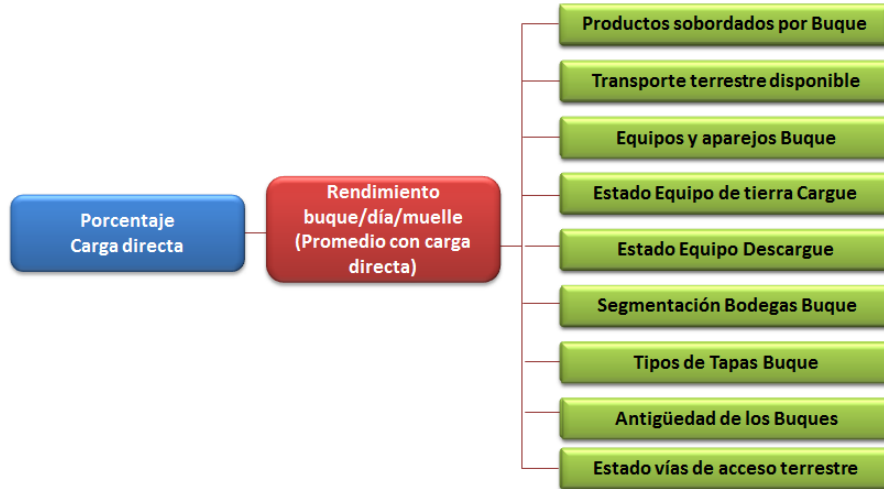 Porcentaje
Carga directa
Rendimiento
buque/día/muelle
(Promedio con carga
directa)
Productos sobordados por Buque
Transporte terrestre disponible
Equipos y aparejos Buque
Estado Equipo de tierra Cargue
Estado Equipo Descargue
Segmentación Bodegas Buque
Tipos de Tapas Buque
Antigüedad de los Buques
Estado vías de acceso terrestre